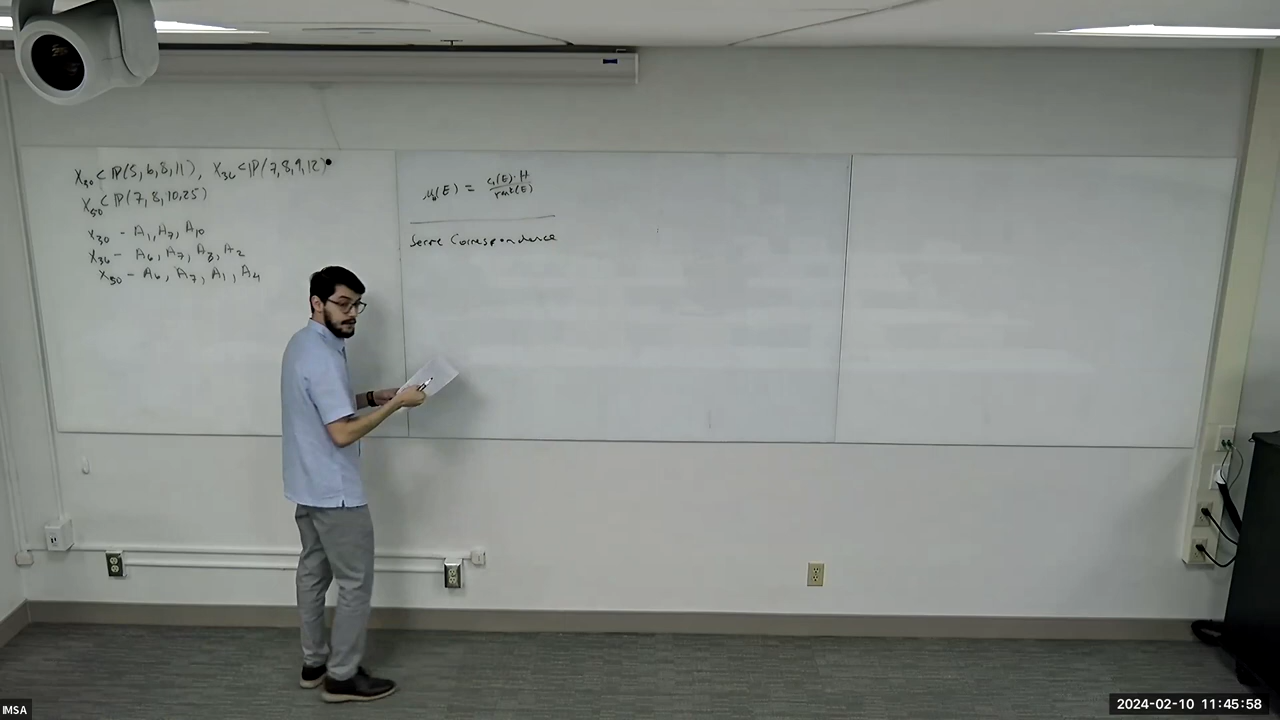 X₃₀ ⊂ ℙ(5,6,8,11), X₃₆ ⊂ ℙ(7,8,9,12)
X₅₀ ⊂ ℙ(7,8,10,25)
X₃₀ - A₁, A₇, A₁₀
X₃₆ - A₆, A₇, A₃, A₂
X₅₀ - A₆, A₇, A₁, A₄
μ(E) = c₁(E)·H / rank(E)
Serre Correspondence
IMSA
2024-02-10 11:45:58